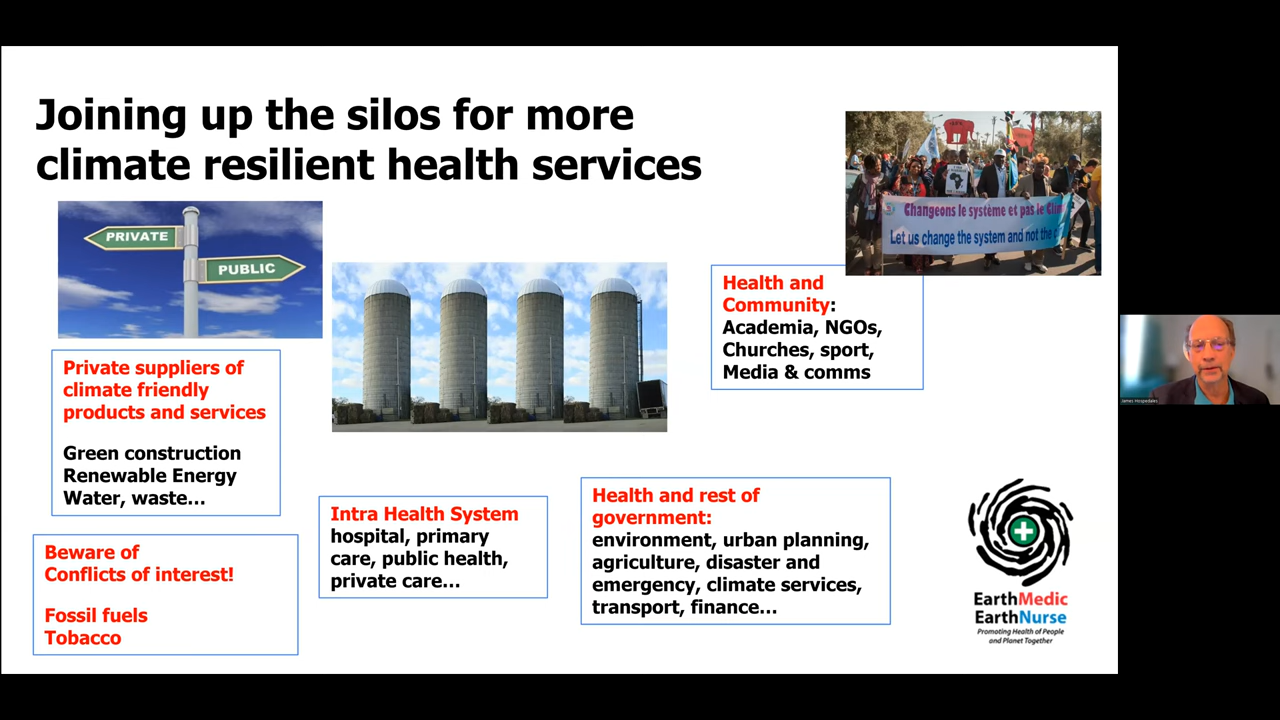 Joining up the silos for more
climate resilient health services
PRIVATE
PUBLIC
Changeons le système et pas le
Let us change the system and not the
Health and
Community:
Academia, NGOs,
Churches, sport,
Media & comms
Private suppliers of
climate friendly
products and services
Green construction
Renewable Energy
Water, waste…
Beware of
Conflicts of interest!
Fossil fuels
Tobacco
Intra Health System
hospital, primary
care, public health,
private care…
Health and rest of
government:
environment, urban planning,
agriculture, disaster and
emergency, climate services,
transport, finance…
EarthMedic
EarthNurse
Promoting Health of People
and Planet Together
James Hospedales